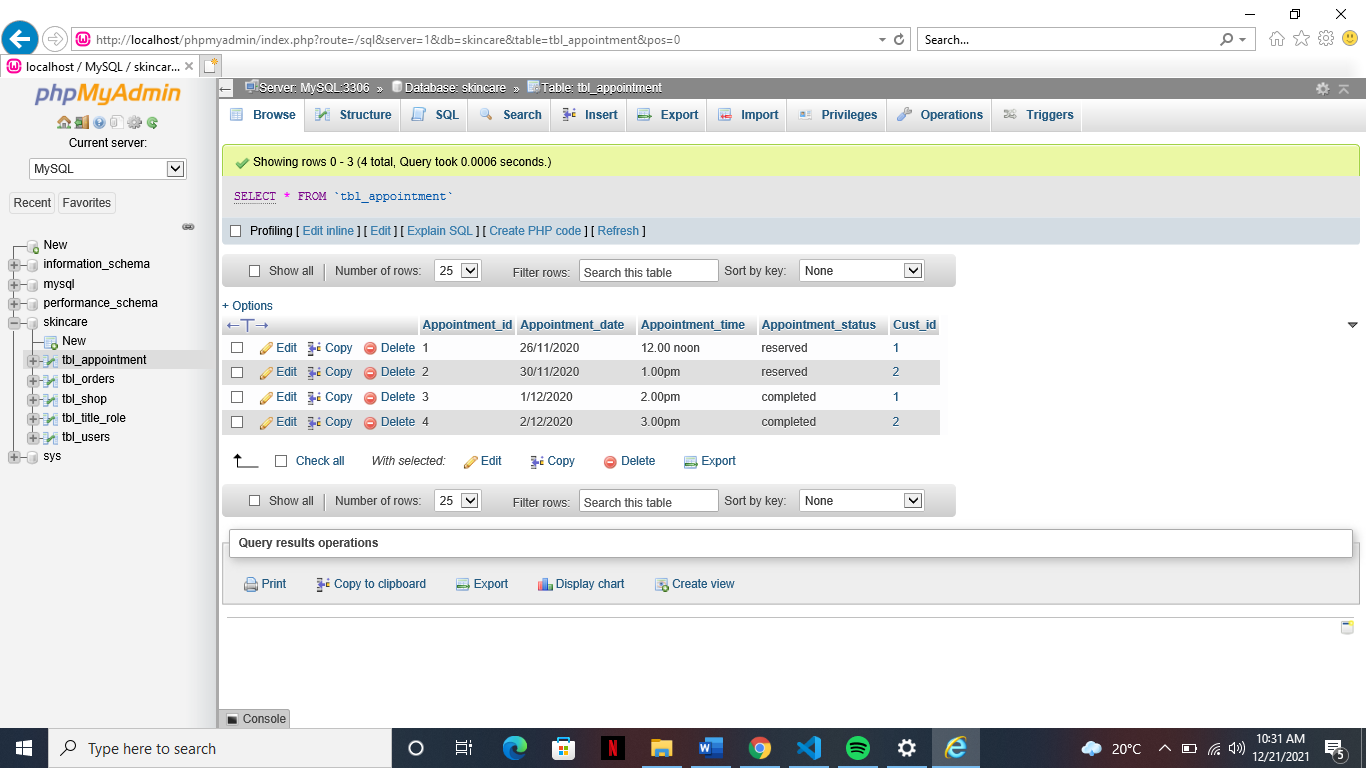 http://localhost/phpmyadmin/index.php?route=/sql&server=1&db=skincare&table=tbl_appointment&pos=0
Search...
localhost / MySQL / skincar...
phpMyAdmin
Current server:
MySQL
Recent Favorites
New
information_schema
mysql
performance_schema
skincare
New
tbl_appointment
tbl_orders
tbl_shop
tbl_title_role
tbl_users
sys
Server: MySQL:3306 » Database: skincare » Table: tbl_appointment
Browse Structure SQL Search Insert Export Import Privileges Operations Triggers
Showing rows 0 - 3 (4 total, Query took 0.0006 seconds.)
SELECT * FROM `tbl_appointment`
Profiling [ Edit inline ] [ Edit ] [ Explain SQL ] [ Create PHP code ] [ Refresh ]
Show all | Number of rows: 25 Filter rows: Search this table Sort by key: None
+ Options
←T→ Appointment_id Appointment_date Appointment_time Appointment_status Cust_id
Edit Copy Delete 1 26/11/2020 12.00 noon reserved 1
Edit Copy Delete 2 30/11/2020 1.00pm reserved 2
Edit Copy Delete 3 1/12/2020 2.00pm completed 1
Edit Copy Delete 4 2/12/2020 3.00pm completed 2
Check all With selected: Edit Copy Delete Export
Show all | Number of rows: 25 Filter rows: Search this table Sort by key: None
Query results operations
Print Copy to clipboard Export Display chart Create view
Console
Type here to search
20°C
10:31 AM
12/21/2021
5